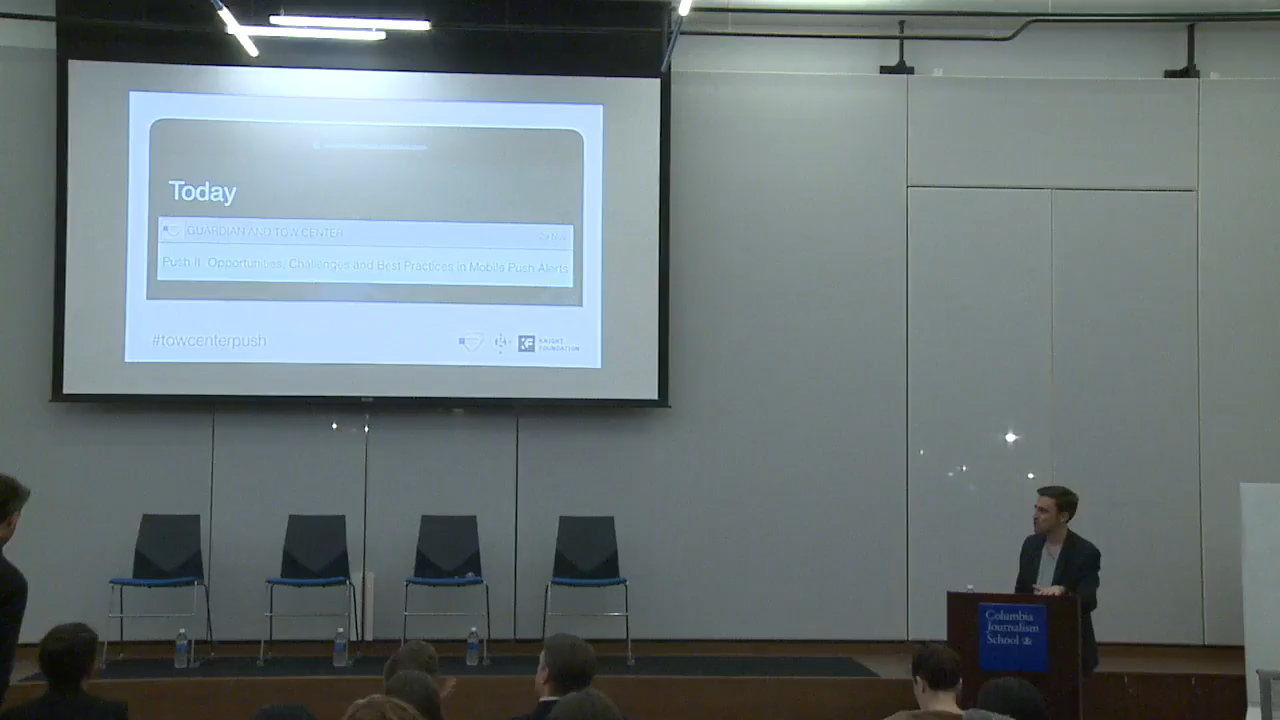 Today
GUARDIAN AND TOW CENTER
Push It: Opportunities, Challenges and Best Practices in Mobile Push Alerts
#towcenterpush
KNIGHT
FOUNDATION
Columbia
Journalism
School